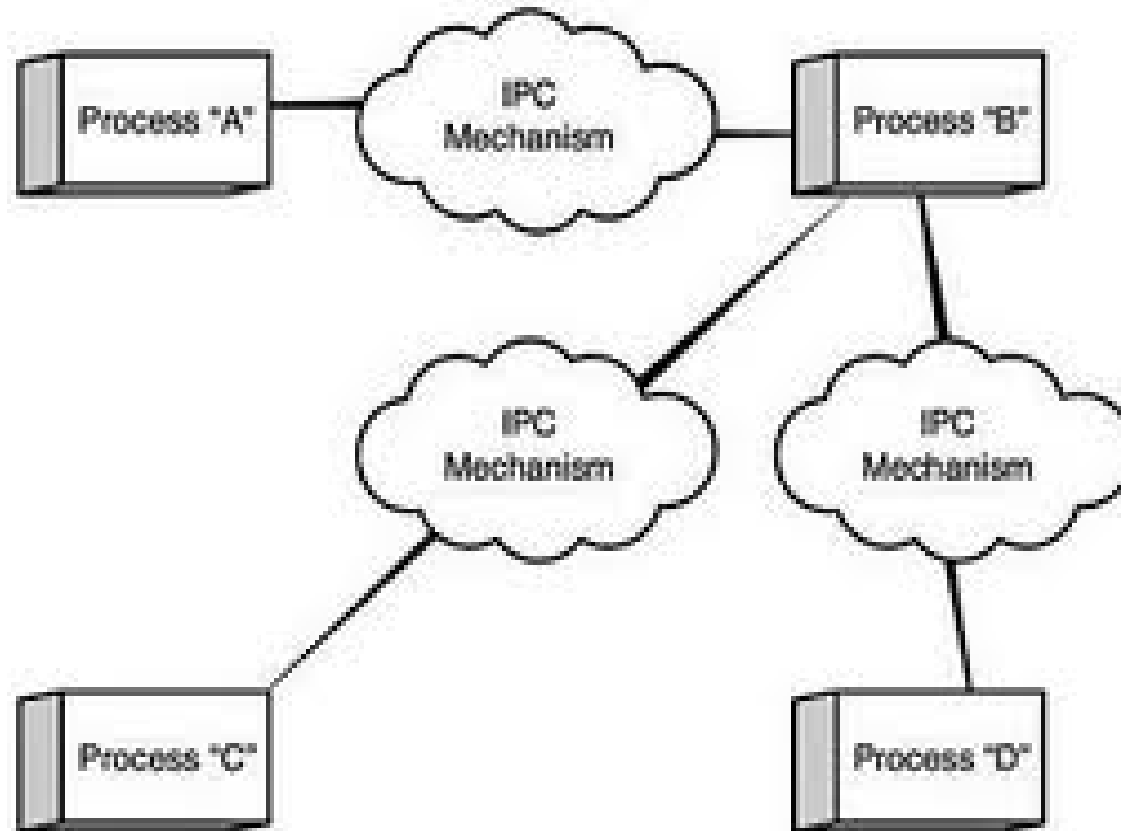 Process "A"
IPC
Mechanism
Process "B"
IPC
Mechanism
IPC
Mechanism
Process "C"
Process "D"